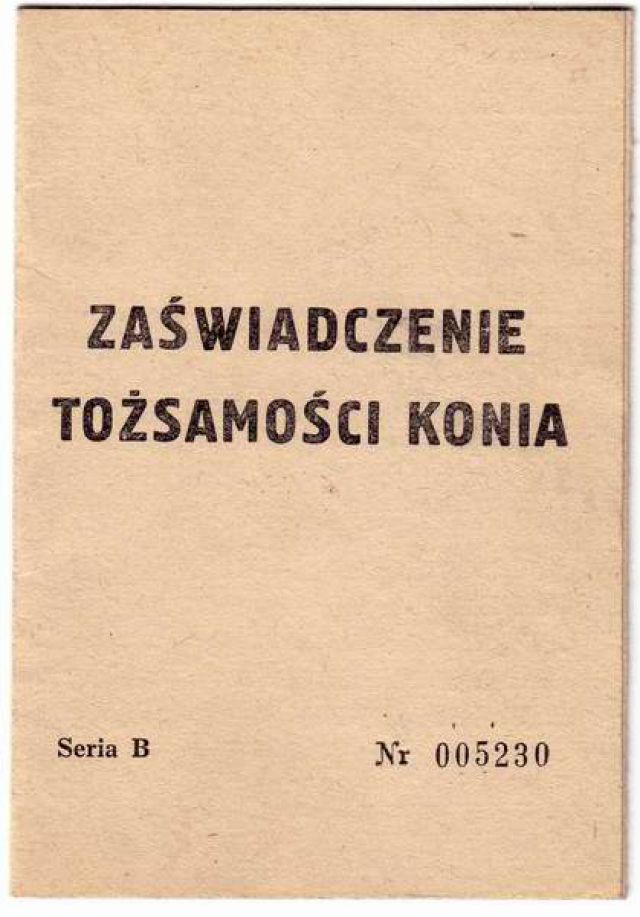 ZAŚWIADCZENIE
TOŻSAMOŚCI KONIA
Seria B Nr 005230